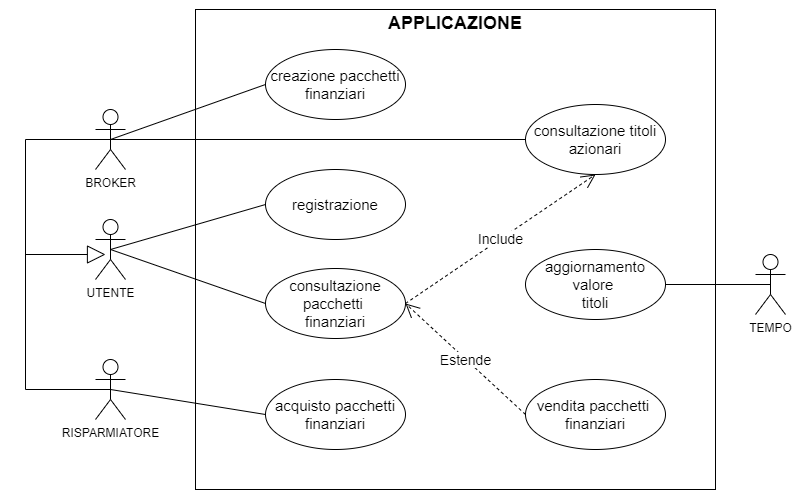 APPLICAZIONE
creazione pacchetti
finanziari
consultazione titoli
azionari
BROKER
registrazione
Include
UTENTE
consultazione
pacchetti
finanziari
aggiornamento
valore
titoli
TEMPO
Estende
RISPARMIATORE
acquisto pacchetti
finanziari
vendita pacchetti
finanziari